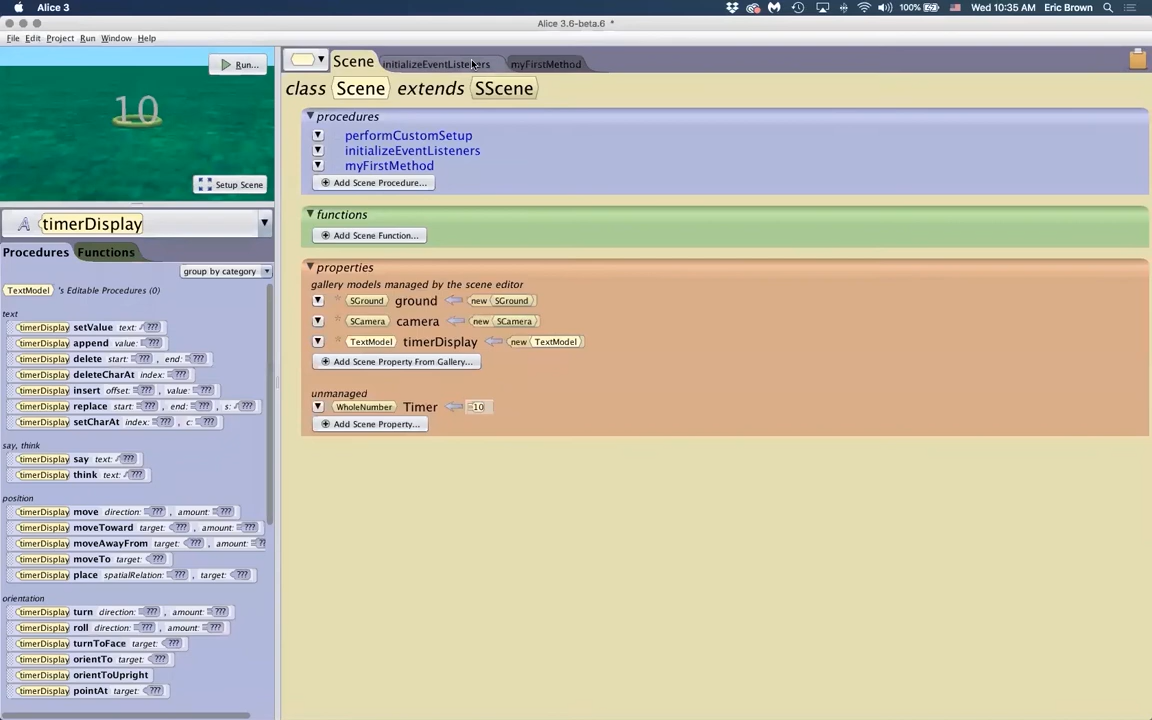 Alice 3
100%
Wed 10:35 AM Eric Brown
Alice 3.6-beta.6 *
File Edit Project Run Window Help
Run...
10
Setup Scene
timerDisplay
Procedures Functions
group by category
TextModel 's Editable Procedures (0)
text
timerDisplay setValue text: ???
timerDisplay append value: ???
timerDisplay delete start: ??? , end: ???
timerDisplay deleteCharAt index: ???
timerDisplay insert offset: ??? , value: ???
timerDisplay replace start: ??? , end: ??? , s: ???
timerDisplay setCharAt index: ??? , c: ???
say, think
timerDisplay say text: ???
timerDisplay think text: ???
position
timerDisplay move direction: ??? , amount: ???
timerDisplay moveToward target: ??? , amount: ???
timerDisplay moveAwayFrom target: ??? , amount: ??
timerDisplay moveTo target: ???
timerDisplay place spatialRelation: ??? , target: ???
orientation
timerDisplay turn direction: ??? , amount: ???
timerDisplay roll direction: ??? , amount: ???
timerDisplay turnToFace target: ???
timerDisplay orientTo target: ???
timerDisplay orientToUpright
timerDisplay pointAt target: ???
Scene initializeEventListeners myFirstMethod
class Scene extends SScene
procedures
performCustomSetup
initializeEventListeners
myFirstMethod
Add Scene Procedure...
functions
Add Scene Function...
properties
gallery models managed by the scene editor
SGround ground new SGround
SCamera camera new SCamera
TextModel timerDisplay new TextModel
Add Scene Property From Gallery...
unmanaged
WholeNumber Timer 10
Add Scene Property...